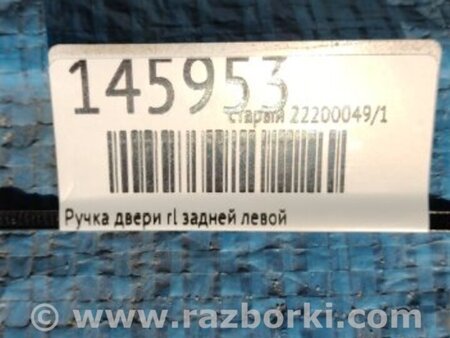 145953
старый 22200049/1
Ручка двери rl задней левой
www.razborki.com